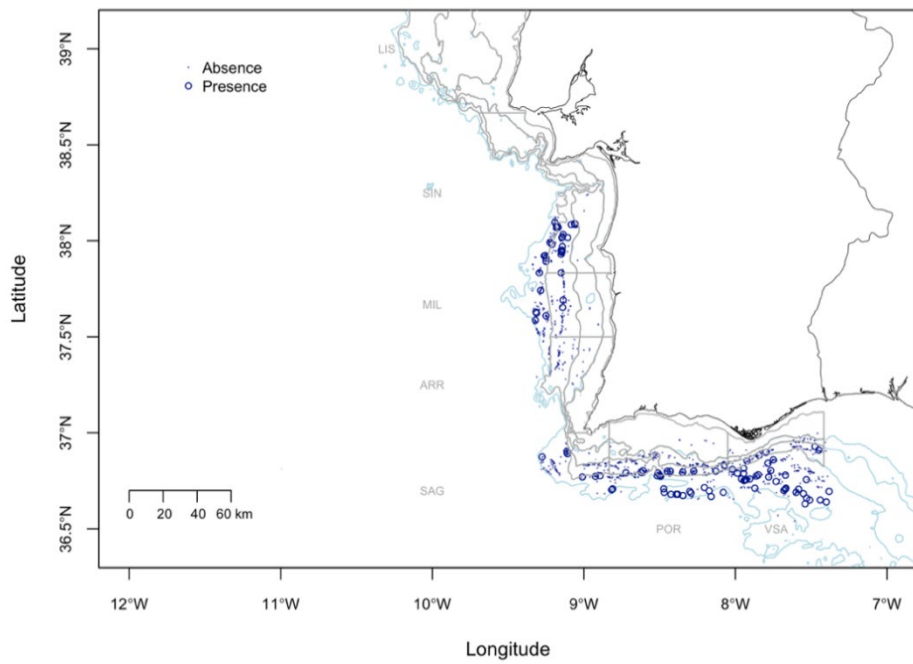 39°N
LIS
Absence
Presence
38.5°N
SIN
38°N
Latitude
MIL
37.5°N
ARR
37°N
SAG
0 20 40 60 km
36.5°N
POR
VSA
12°W 11°W 10°W 9°W 8°W 7°W
Longitude